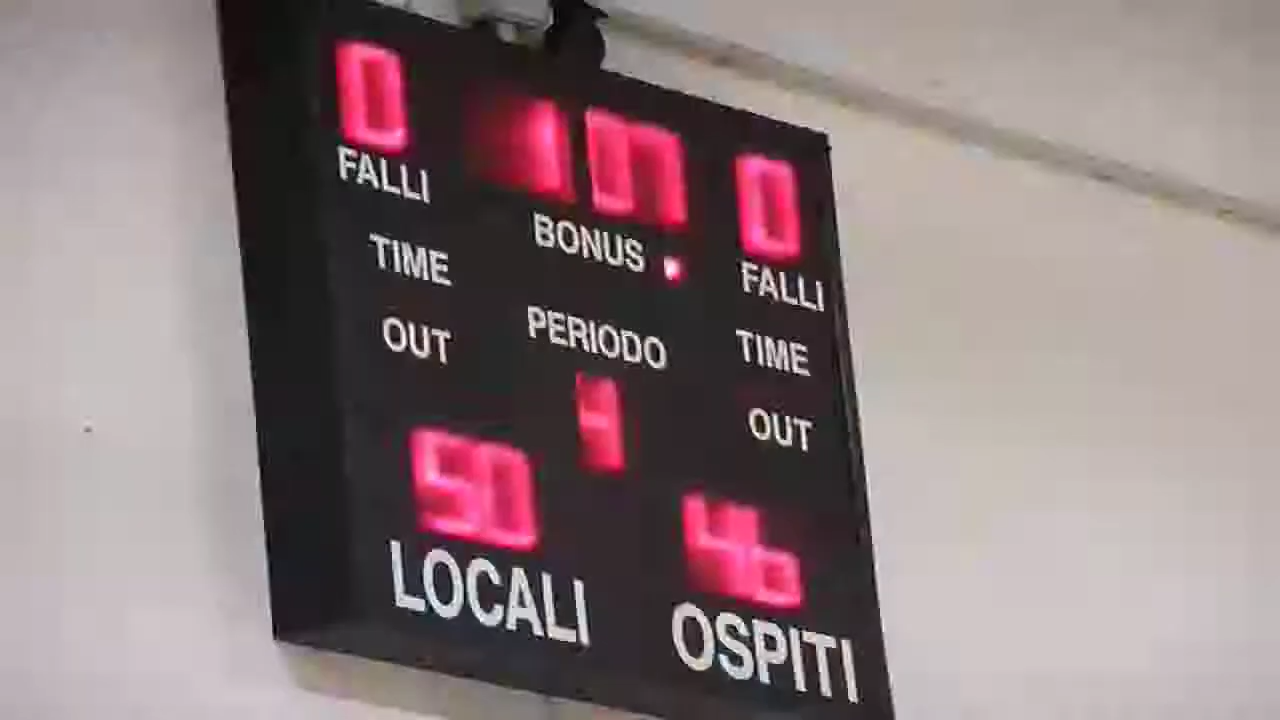 0 0
FALLI BONUS FALLI
TIME PERIODO TIME
OUT 4 OUT
50 46
LOCALI OSPITI